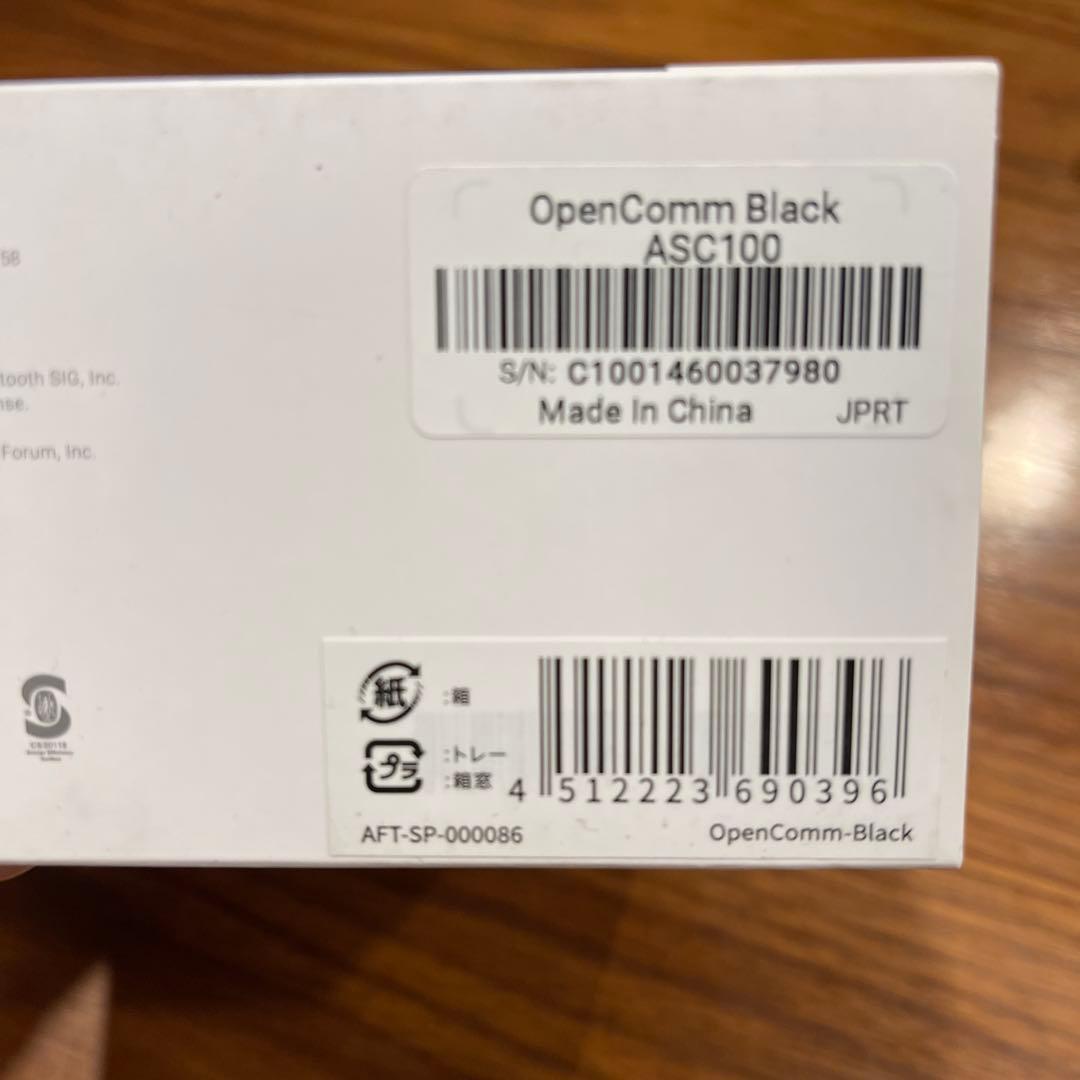 58
tooth SIG, Inc.
nse.
Forum, Inc.
OpenComm Black
ASC100
S/N: C1001460037980
Made In China JPRT
紙 :箱
プラ :トレー
:箱窓
4 512223 690396
AFT-SP-000086 OpenComm-Black